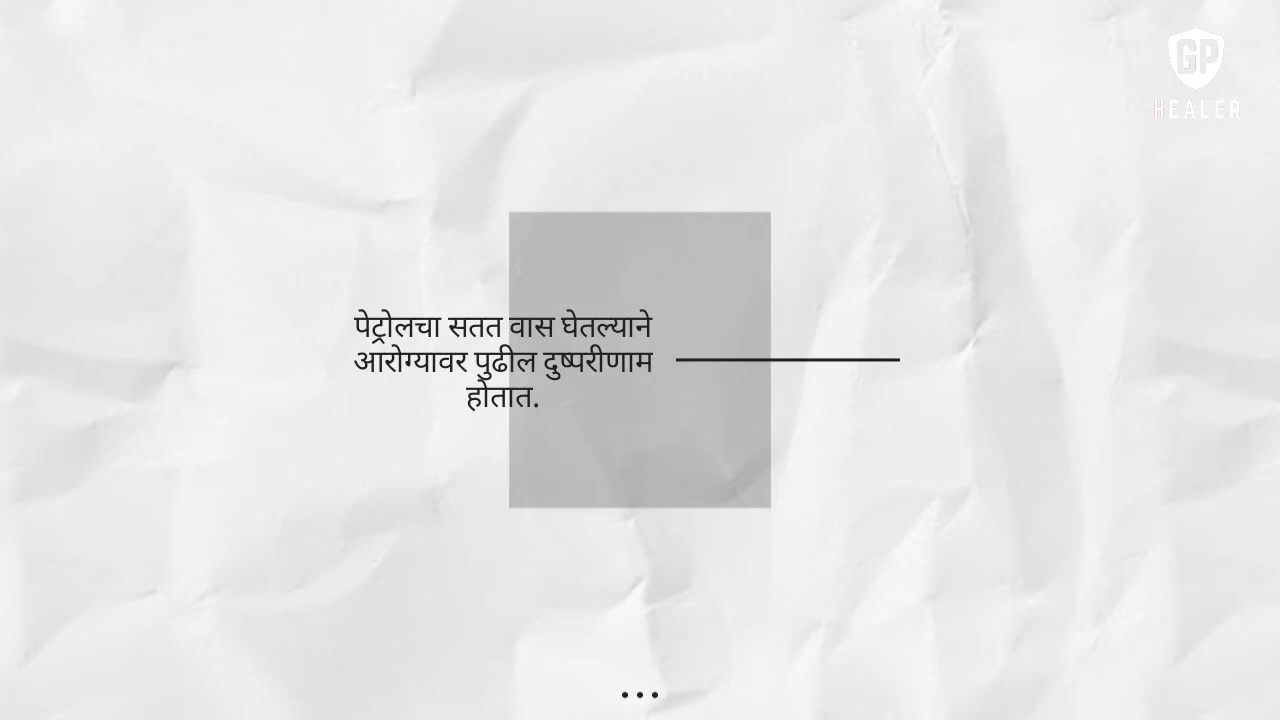 GP
HEALER
पेट्रोलचा सतत वास घेतल्याने
आरोग्यावर पुढील दुष्परीणाम
होतात.